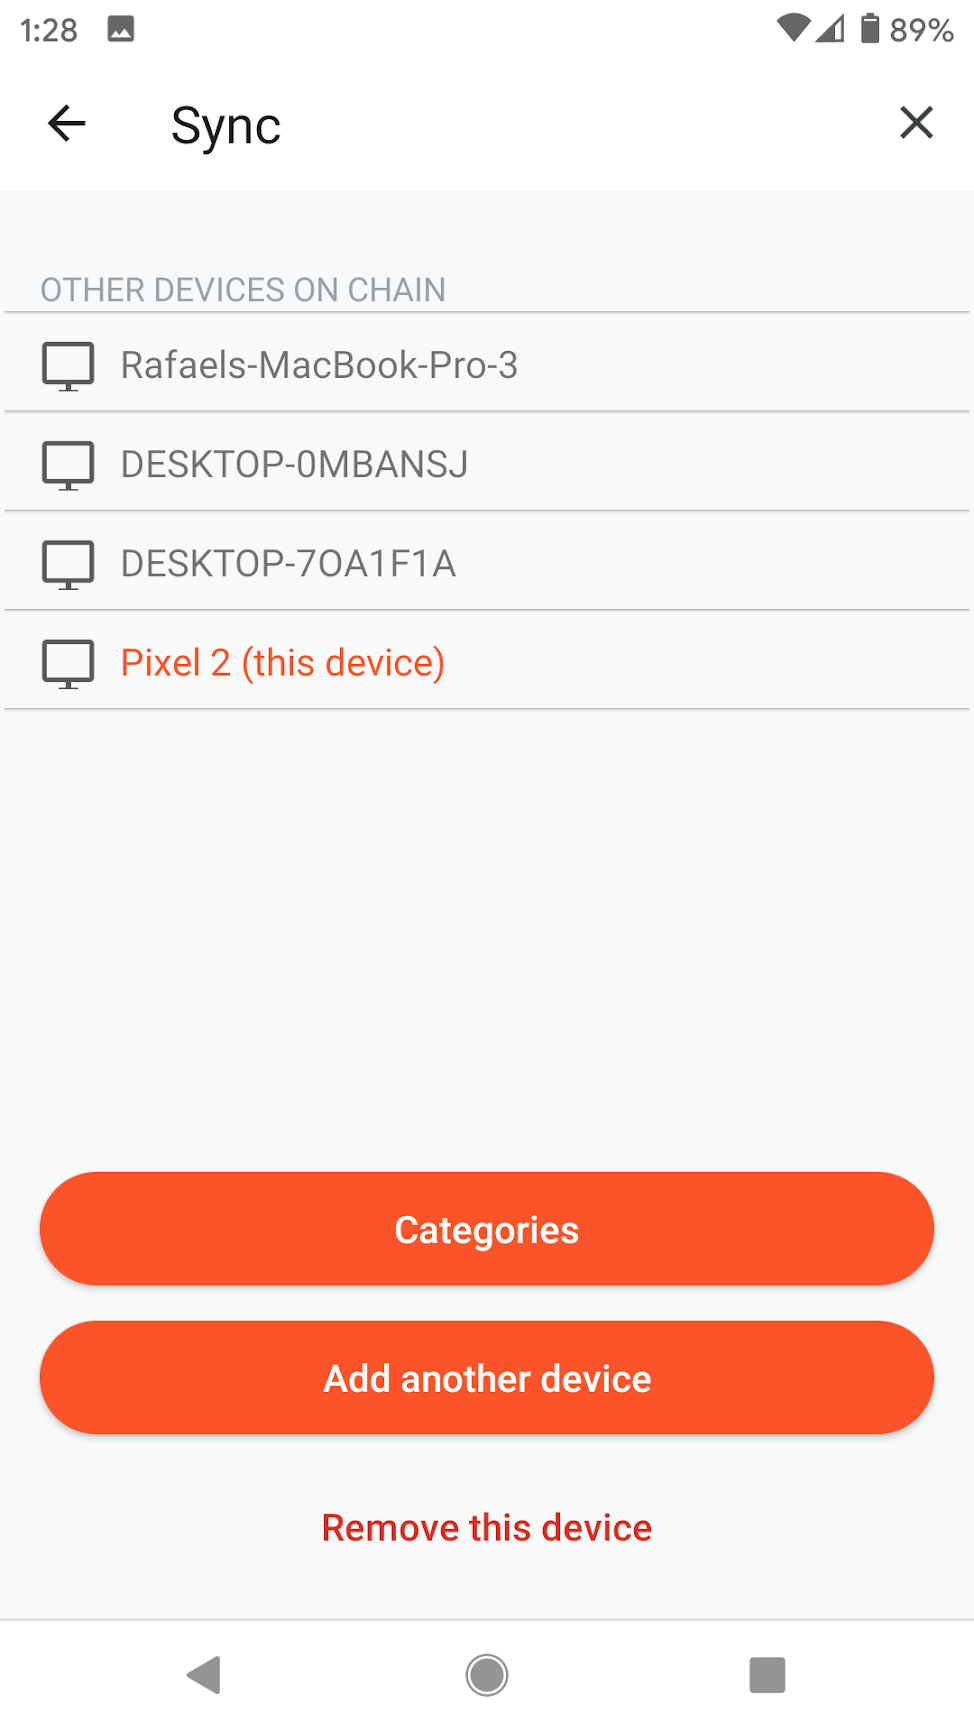 1:28 89%
Sync
OTHER DEVICES ON CHAIN
Rafaels-MacBook-Pro-3
DESKTOP-0MBANSJ
DESKTOP-7OA1F1A
Pixel 2 (this device)
Categories
Add another device
Remove this device